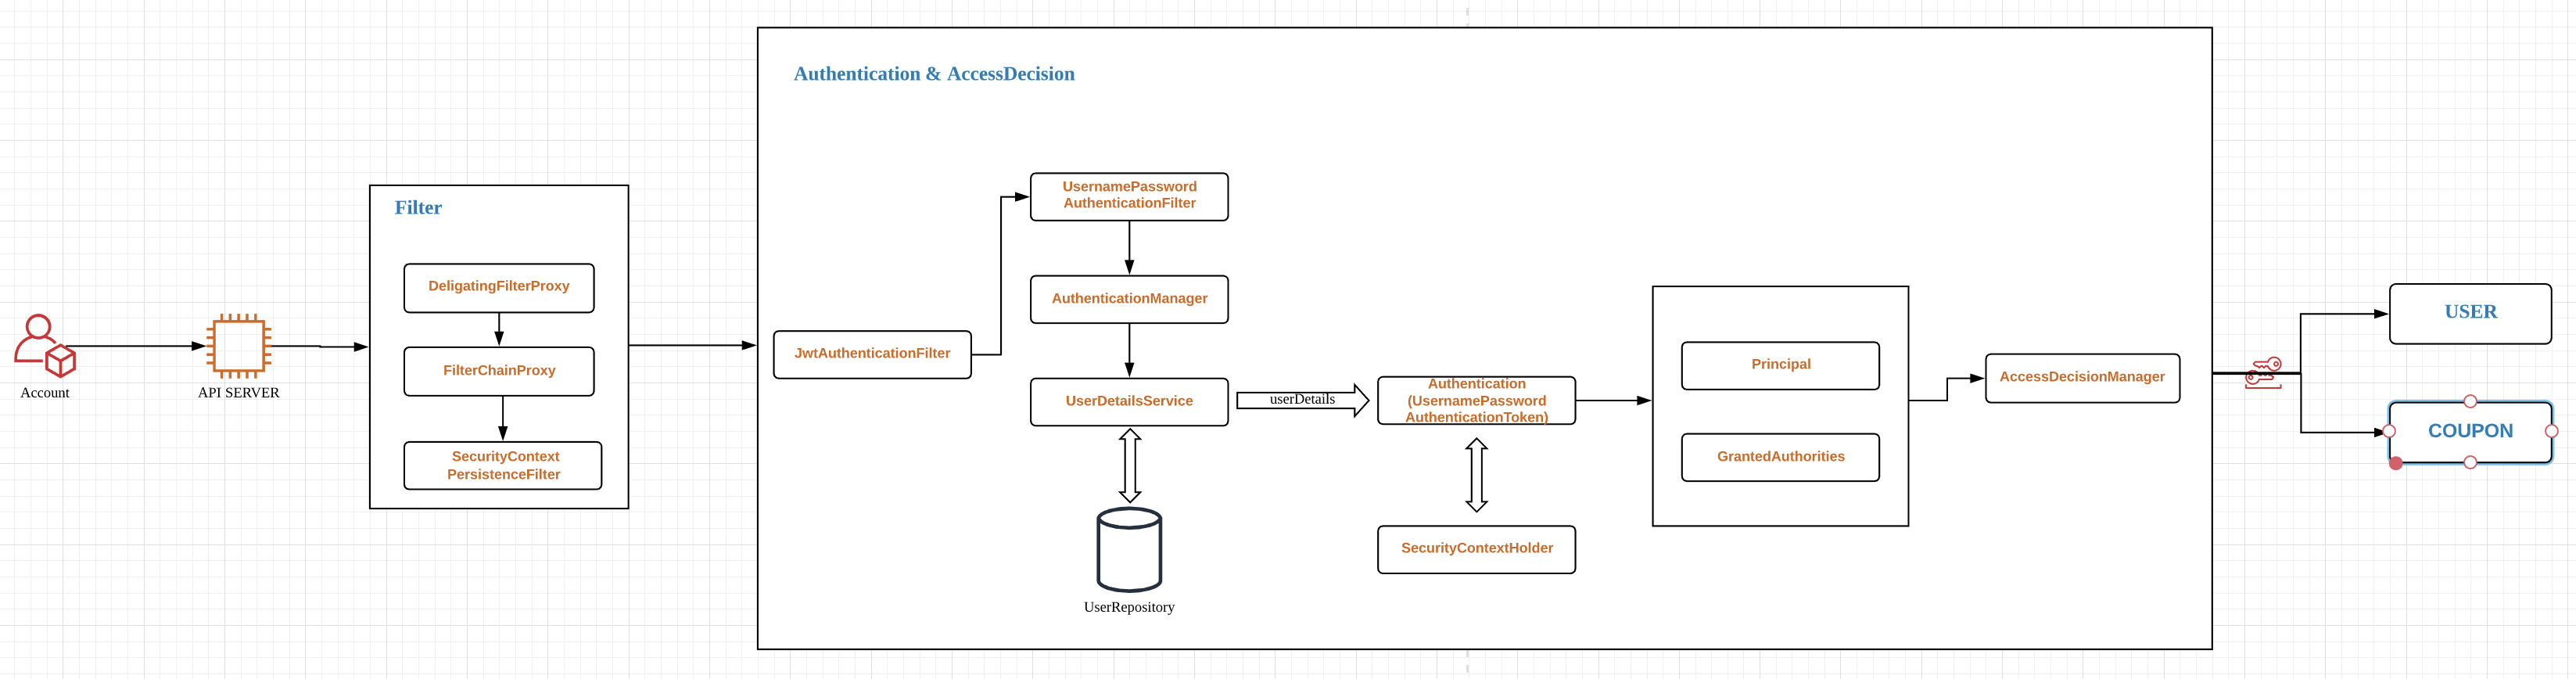 Account
API SERVER
Filter
DeligatingFilterProxy
FilterChainProxy
SecurityContext
PersistenceFilter
Authentication & AccessDecision
JwtAuthenticationFilter
UsernamePassword
AuthenticationFilter
AuthenticationManager
UserDetailsService
UserRepository
userDetails
Authentication
(UsernamePassword
AuthenticationToken)
SecurityContextHolder
Principal
GrantedAuthorities
AccessDecisionManager
USER
COUPON